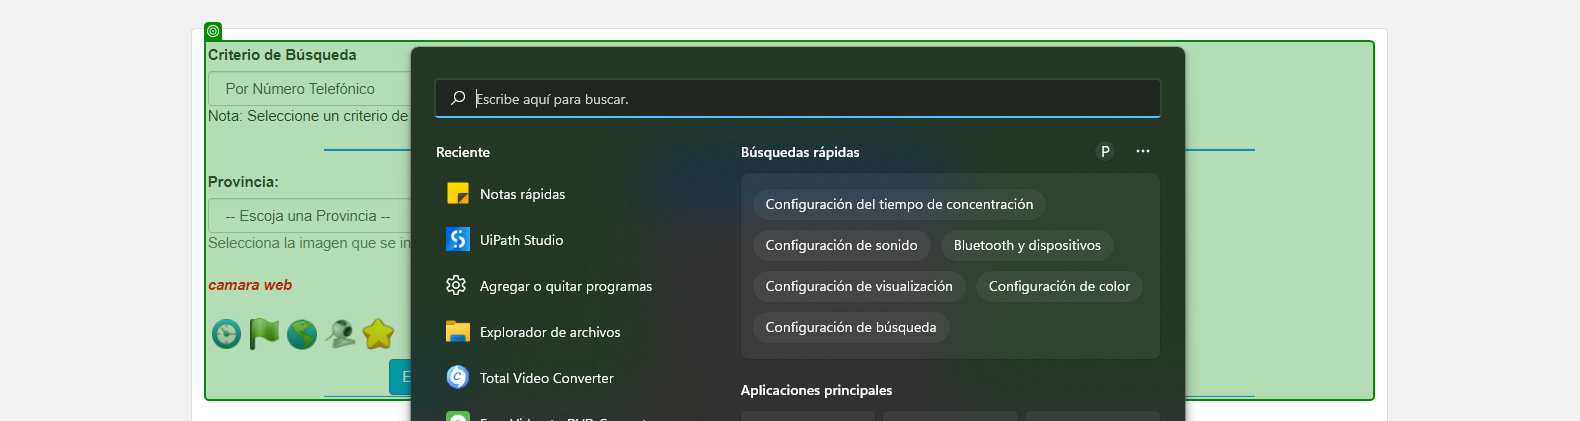 Criterio de Búsqueda
Por Número Telefónico
Nota: Seleccione un criterio de
Provincia:
-- Escoja una Provincia --
Selecciona la imagen que se in
camara web
E
Escribe aquí para buscar.
Reciente
Notas rápidas
UiPath Studio
Agregar o quitar programas
Explorador de archivos
Total Video Converter
Búsquedas rápidas
P
Configuración del tiempo de concentración
Configuración de sonido
Bluetooth y dispositivos
Configuración de visualización
Configuración de color
Configuración de búsqueda
Aplicaciones principales